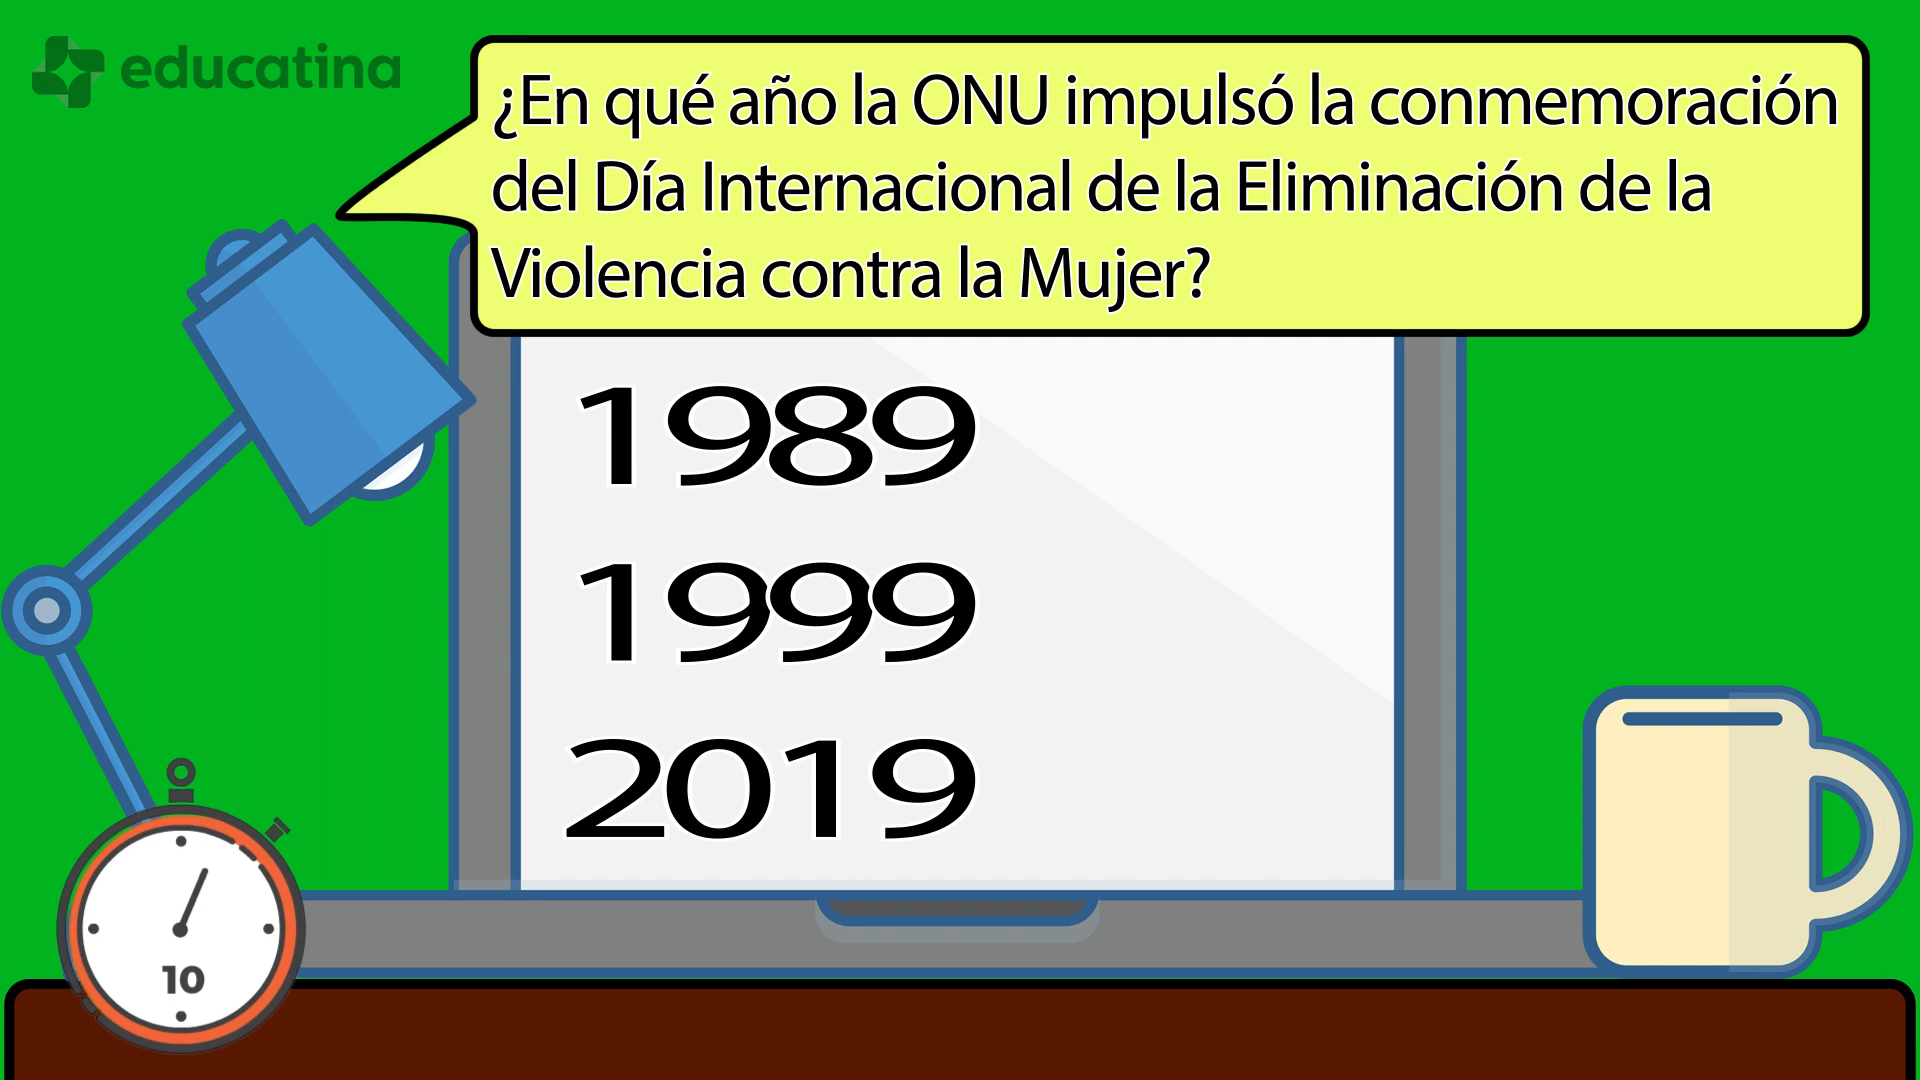 educatina
¿En qué año la ONU impulsó la conmemoración
del Día Internacional de la Eliminación de la
Violencia contra la Mujer?
1989
1999
2019
10